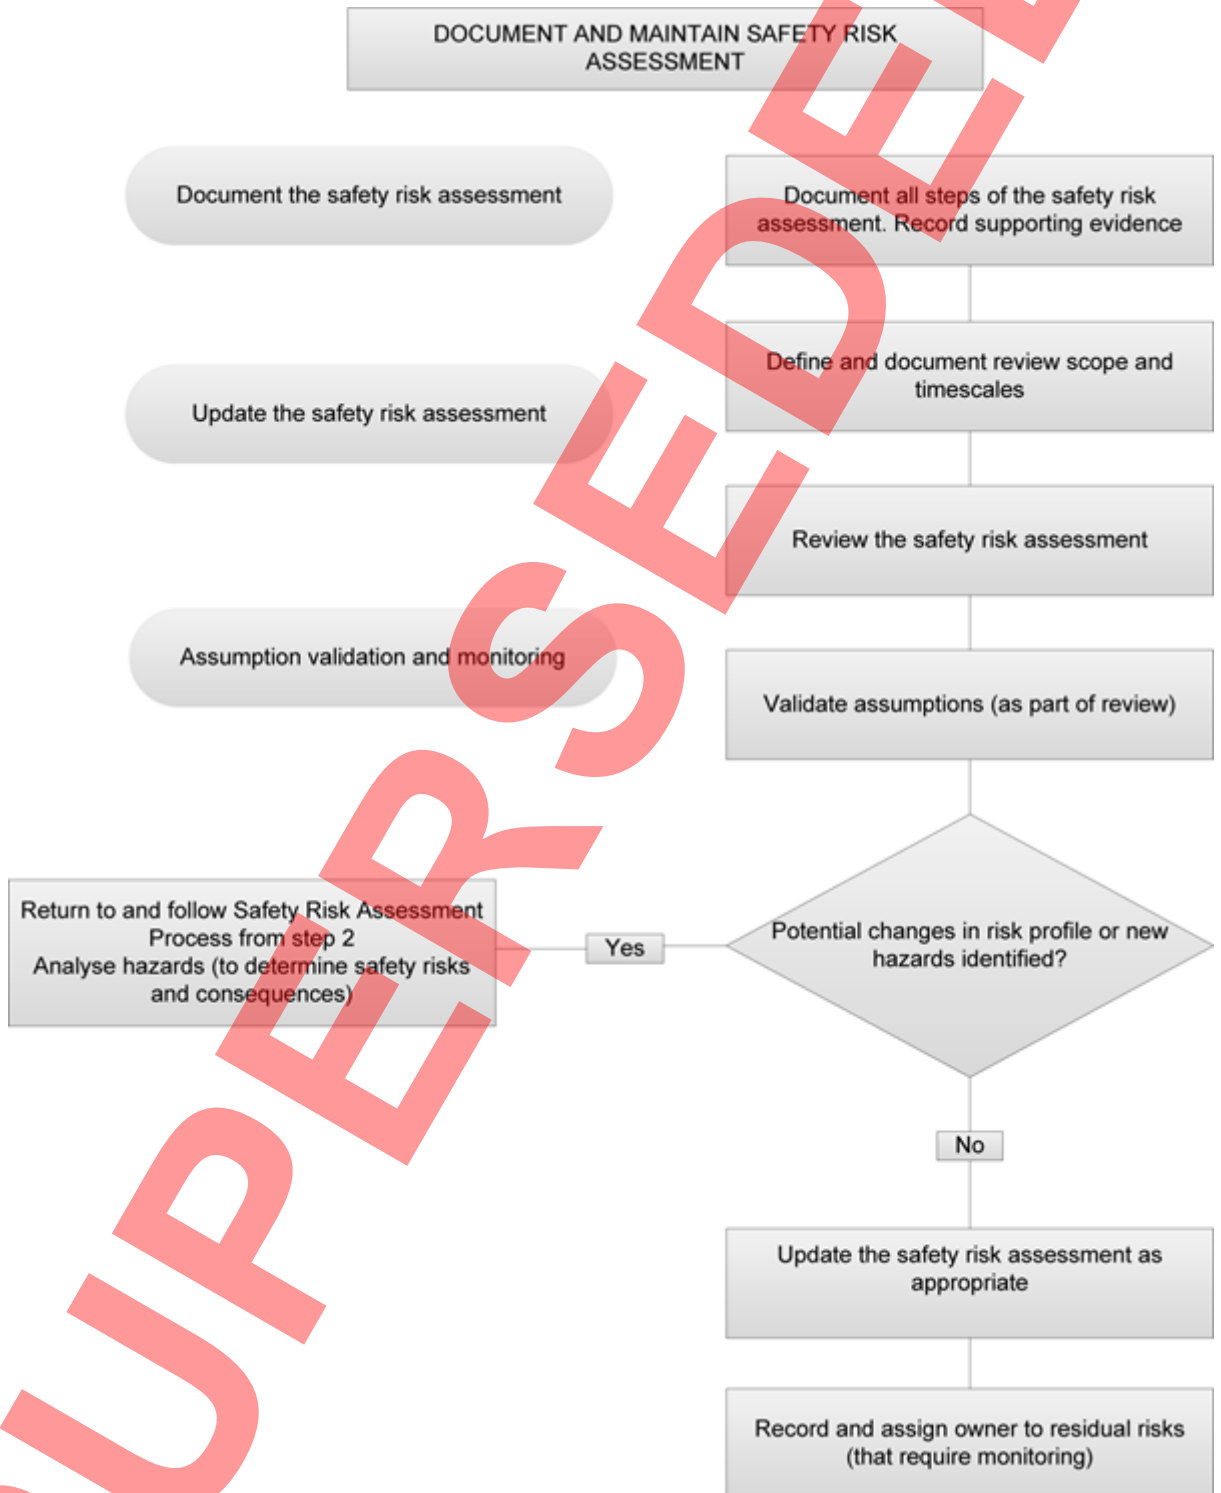 DOCUMENT AND MAINTAIN SAFETY RISK
ASSESSMENT
Document the safety risk assessment
Document all steps of the safety risk
assessment. Record supporting evidence
Define and document review scope and
timescales
Update the safety risk assessment
Review the safety risk assessment
Assumption validation and monitoring
Validate assumptions (as part of review)
Return to and follow Safety Risk Assessment
Process from step 2
Analyse hazards (to determine safety risks
and consequences)
Yes
Potential changes in risk profile or new
hazards identified?
No
Update the safety risk assessment as
appropriate
Record and assign owner to residual risks
(that require monitoring)
SUPERSEDED